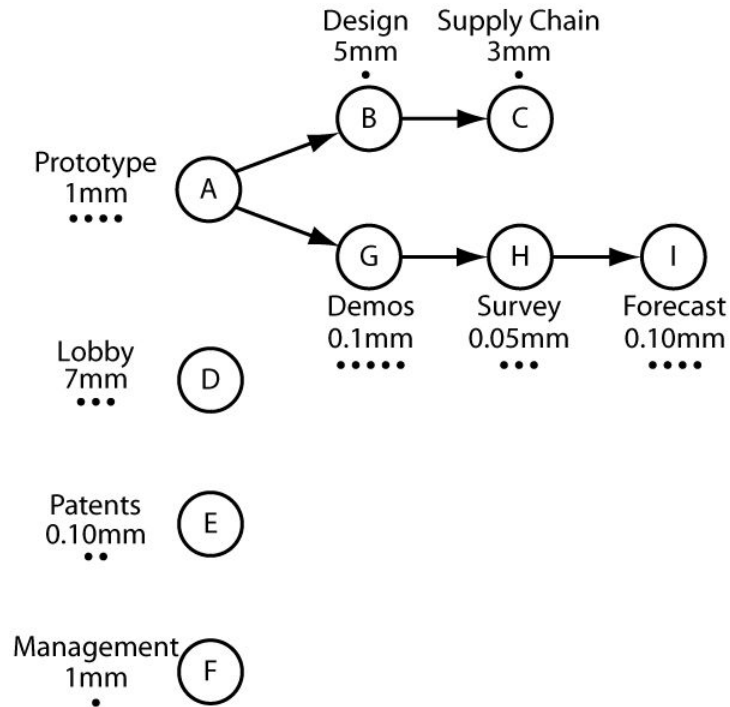 Design
5mm
Supply Chain
3mm
B
C
Prototype
1mm
A
G
H
I
Demos
0.1mm
Survey
0.05mm
Forecast
0.10mm
Lobby
7mm
D
Patents
0.10mm
E
Management
1mm
F